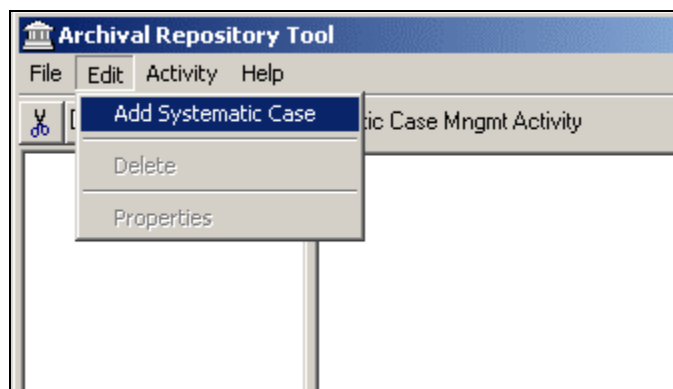 Archival Repository Tool
File Edit Activity Help
Add Systematic Case
tic Case Mngmt Activity
Delete
Properties